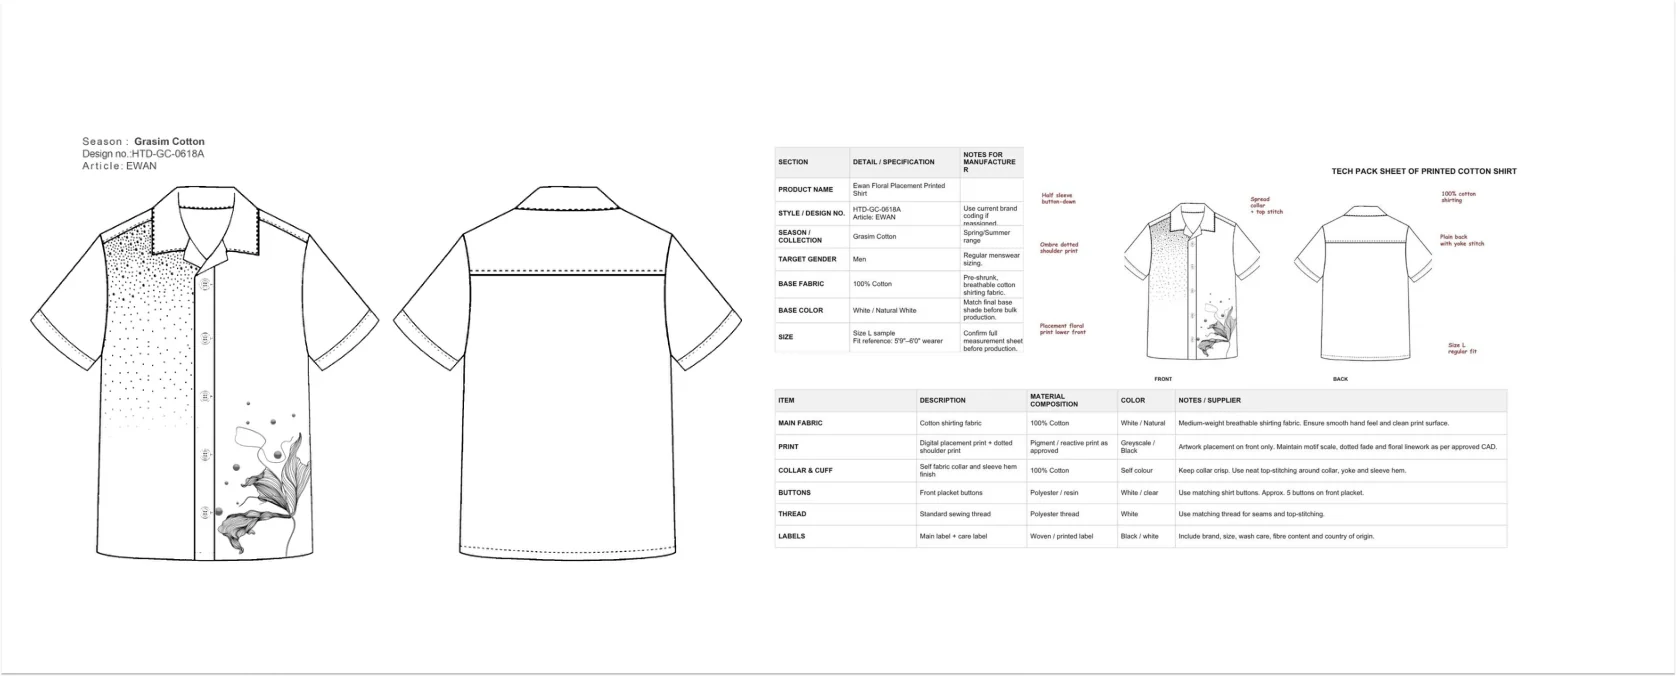 Season : Grasim Cotton
Design no.:HTD-GC-0618A
Article: EWAN
SECTION
DETAIL / SPECIFICATION
NOTES FOR
MANUFACTURE
R
PRODUCT NAME
Ewan Floral Placement Printed
Shirt
STYLE / DESIGN NO.
HTD-GC-0618A
Article: EWAN
Use current brand
coding if
reassigned.
SEASON /
COLLECTION
Grasim Cotton
Spring/Summer
range
TARGET GENDER
Men
Regular menswear
sizing.
BASE FABRIC
100% Cotton
Pre-shrunk,
breathable cotton
shirting fabric.
BASE COLOR
White / Natural White
Match final base
shade before bulk
production.
SIZE
Size L sample
Fit reference: 5'9"–6'0" wearer
Confirm full
measurement sheet
before production.
TECH PACK SHEET OF PRINTED COTTON SHIRT
Half sleeve
button-down
Spread
collar
+ top stitch
100% cotton
shirting
Ombre dotted
shoulder print
Plain back
with yoke stitch
Placement floral
print lower front
Size L
regular fit
FRONT
BACK
ITEM
DESCRIPTION
MATERIAL
COMPOSITION
COLOR
NOTES / SUPPLIER
MAIN FABRIC
Cotton shirting fabric
100% Cotton
White / Natural
Medium-weight breathable shirting fabric. Ensure smooth hand feel and clean print surface.
PRINT
Digital placement print + dotted
shoulder print
Pigment / reactive print as
approved
Greyscale /
Black
Artwork placement on front only. Maintain motif scale, dotted fade and floral linework as per approved CAD.
COLLAR & CUFF
Self fabric collar and sleeve hem
finish
100% Cotton
Self colour
Keep collar crisp. Use neat top-stitching around collar, yoke and sleeve hem.
BUTTONS
Front placket buttons
Polyester / resin
White / clear
Use matching shirt buttons. Approx. 5 buttons on front placket.
THREAD
Standard sewing thread
Polyester thread
White
Use matching thread for seams and top-stitching.
LABELS
Main label + care label
Woven / printed label
Black / white
Include brand, size, wash care, fibre content and country of origin.